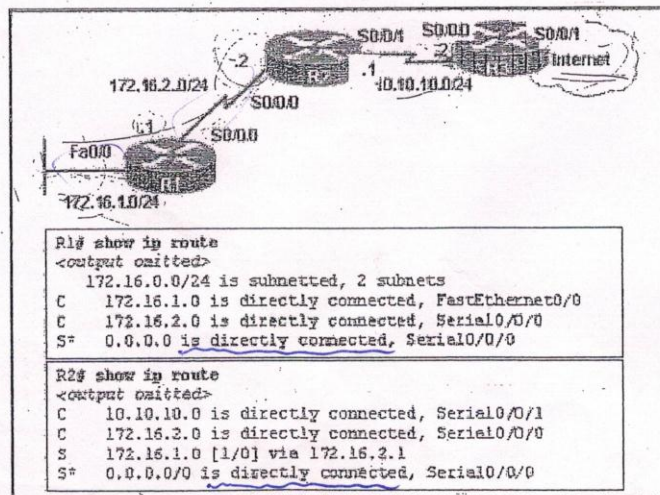 S0/0/1
S0/0.0
S0/0/1
.2
R2
.2
R3
Internet
.1
10.10.10.0/24
172.16.2.0/24
S0/0.0
.1
S0/0.0
Fa0/0
R1
172.16.1.0/24
R1# show ip route
<output omitted>
172.16.0.0/24 is subnetted, 2 subnets
C 172.16.1.0 is directly connected, FastEthernet0/0
C 172.16.2.0 is directly connected, Serial0/0/0
S* 0.0.0.0 is directly connected, Serial0/0/0
R2# show ip route
<output omitted>
C 10.10.10.0 is directly connected, Serial0/0/1
C 172.16.2.0 is directly connected, Serial0/0/0
S 172.16.1.0 [1/0] via 172.16.2.1
S* 0.0.0.0/0 is directly connected, Serial0/0/0